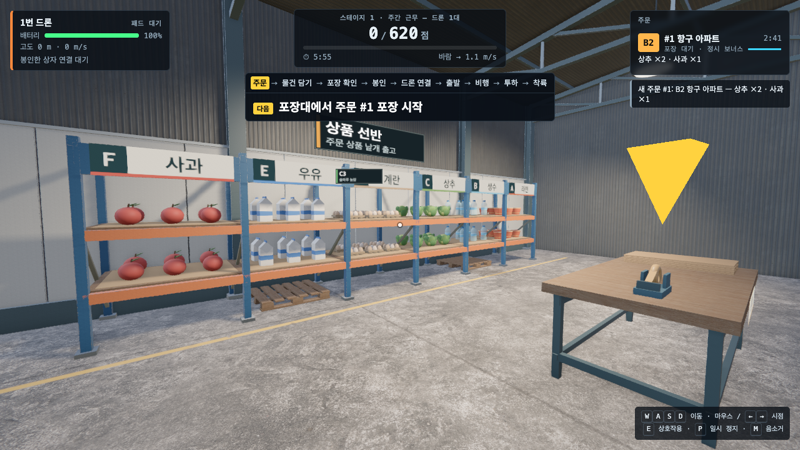 1번 드론
패드 대기
배터리
100%
고도 0 m · 0 m/s
봉인한 상자 연결 대기
스테이지 1 · 주간 근무 — 드론 1대
0 / 620 점
5:55
바람 → 1.1 m/s
주문 → 물건 담기 → 포장 확인 → 봉인 → 드론 연결 → 출발 → 비행 → 투하 → 착륙
다음 포장대에서 주문 #1 포장 시작
주문
B2
#1 항구 아파트
2:41
포장 대기 · 정시 보너스
상추 ×2 · 사과 ×1
새 주문 #1: B2 항구 아파트 — 상추 ×2 · 사과
×1
상품 선반
주문 상품 낱개 출고
F 사과
E 우유
C3
계란
C 상추
B 생수
A
W A S D 이동 · 마우스 / ← → 시점
E 상호작용 · P 일시 정지 · M 음소거